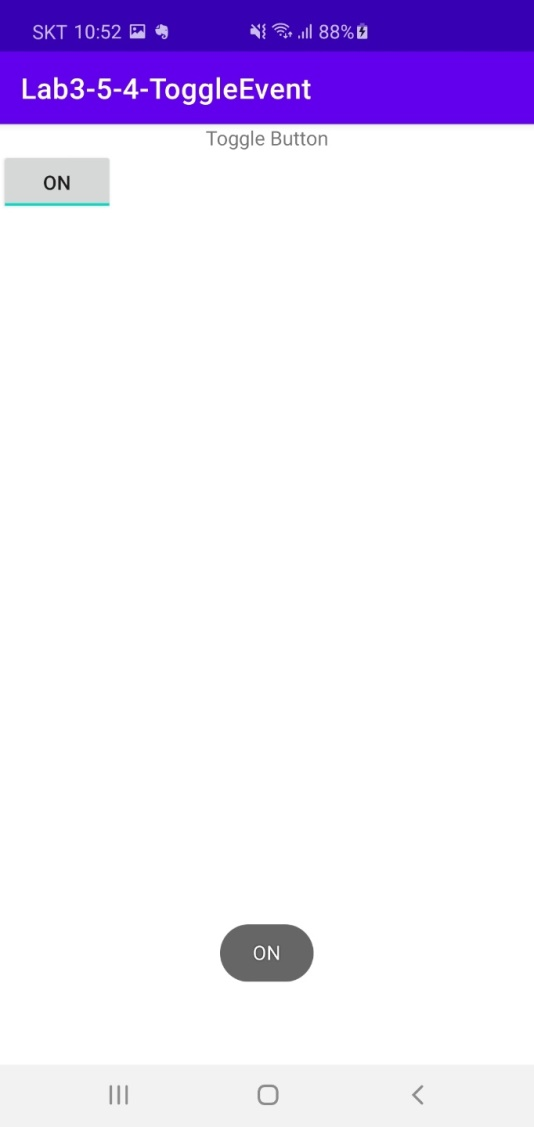 SKT 10:52 88%
Lab3-5-4-ToggleEvent
Toggle Button
ON
ON